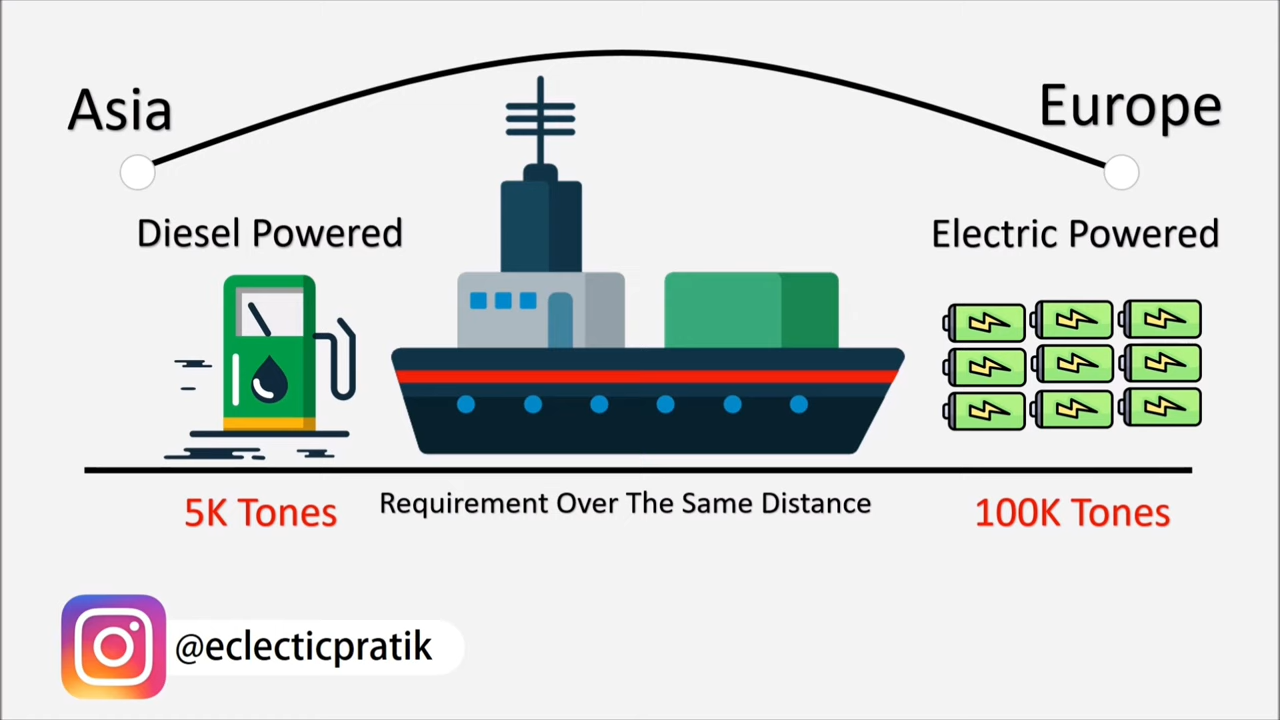 Asia
Europe
Diesel Powered
Electric Powered
5K Tones
Requirement Over The Same Distance
100K Tones
@eclecticpratik